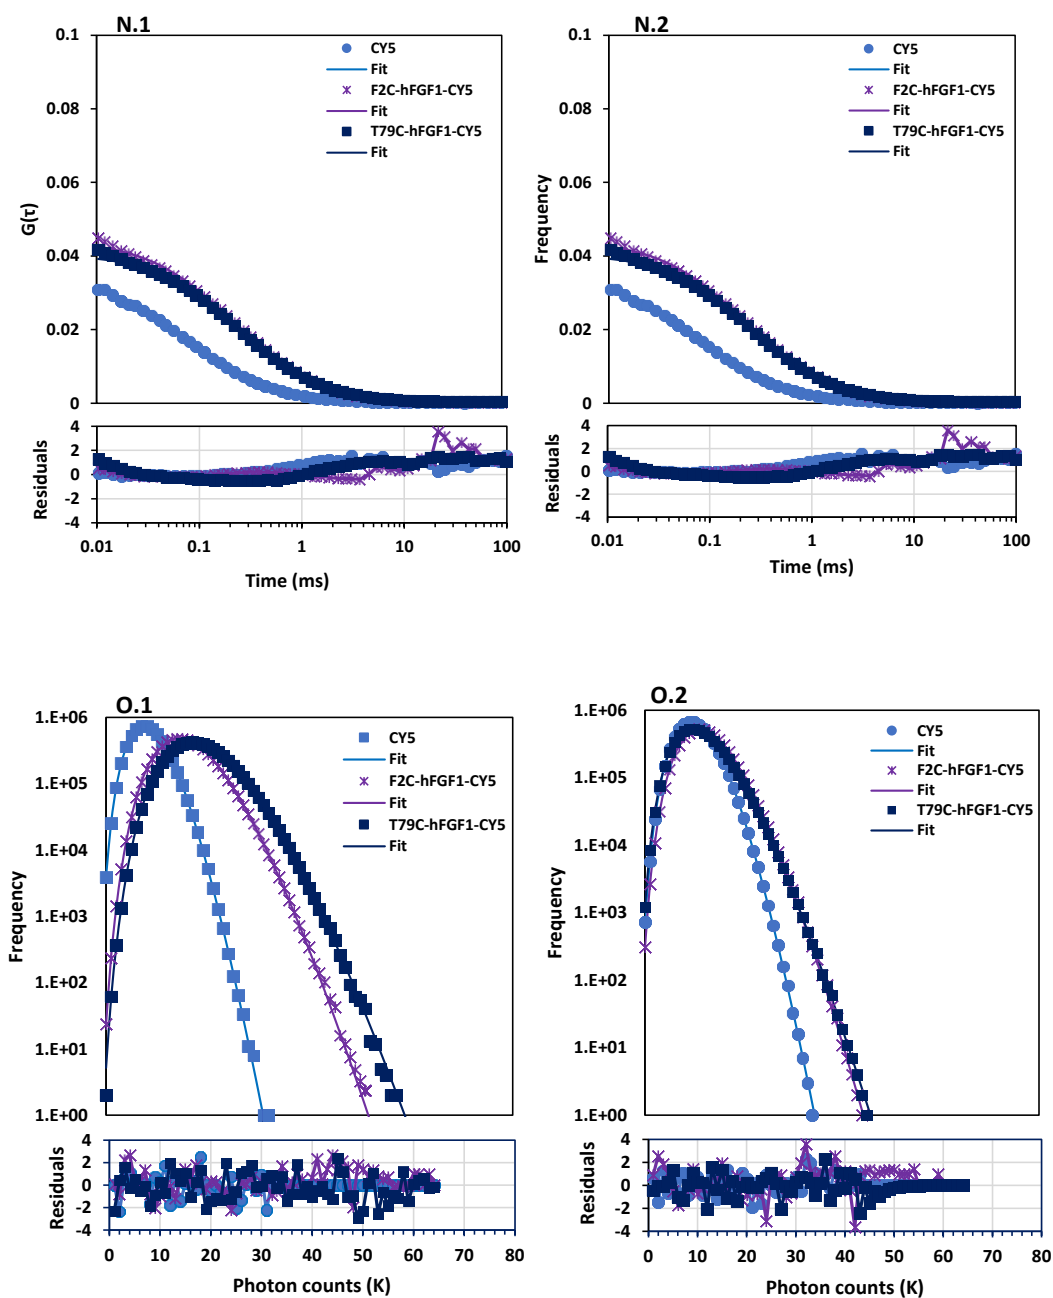 N.1
0.1
0.08
0.06
0.04
0.02
0
G(τ)
CY5
Fit
F2C-hFGF1-CY5
Fit
T79C-hFGF1-CY5
Fit
4
2
0
-2
-4
Residuals
0.01
0.1
1
10
100
Time (ms)
N.2
0.1
0.08
0.06
0.04
0.02
0
Frequency
CY5
Fit
F2C-hFGF1-CY5
Fit
T79C-hFGF1-CY5
Fit
4
2
0
-2
-4
Residuals
0.01
0.1
1
10
100
Time (ms)
O.1
1.E+06
1.E+05
1.E+04
1.E+03
1.E+02
1.E+01
1.E+00
Frequency
CY5
Fit
F2C-hFGF1-CY5
Fit
T79C-hFGF1-CY5
Fit
4
2
0
-2
-4
Residuals
0
10
20
30
40
50
60
70
80
Photon counts (K)
O.2
1.E+06
1.E+05
1.E+04
1.E+03
1.E+02
1.E+01
1.E+00
Frequency
CY5
Fit
F2C-hFGF1-CY5
Fit
T79C-hFGF1-CY5
Fit
4
2
0
-2
-4
Residuals
0
10
20
30
40
50
60
70
80
Photon counts (K)